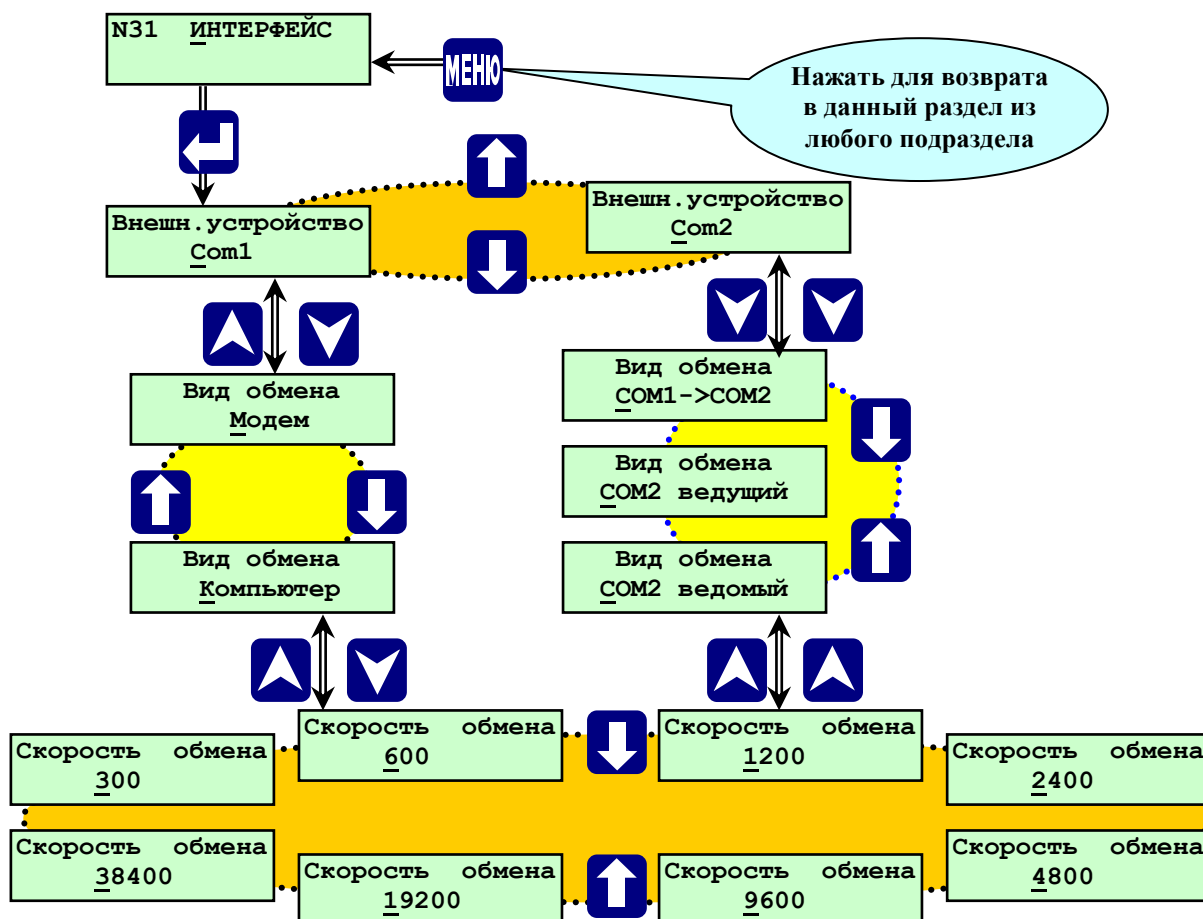 N31 ИНТЕРФЕЙС
МЕНЮ
Нажать для возврата
в данный раздел из
любого подраздела
Внешн.устройство
Com1
Внешн.устройство
Com2
Вид обмена
Модем
Вид обмена
COM1->COM2
Вид обмена
COM2 ведущий
Вид обмена
Компьютер
Вид обмена
COM2 ведомый
Скорость обмена
300
Скорость обмена
600
Скорость обмена
1200
Скорость обмена
2400
Скорость обмена
38400
Скорость обмена
19200
Скорость обмена
9600
Скорость обмена
4800